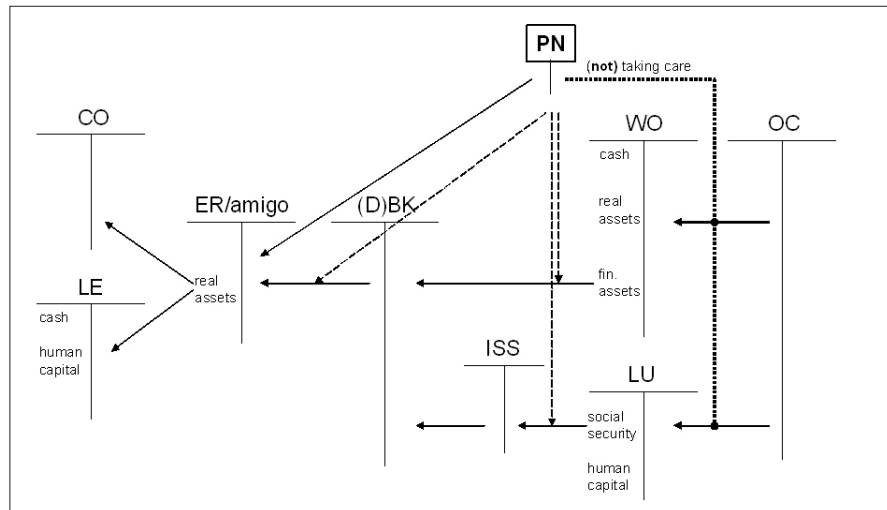 PN
(not) taking care
CO
WO
OC
cash
real
assets
ER/amigo
(D)BK
real
assets
fin.
assets
LE
cash
human
capital
ISS
LU
social
security
human
capital